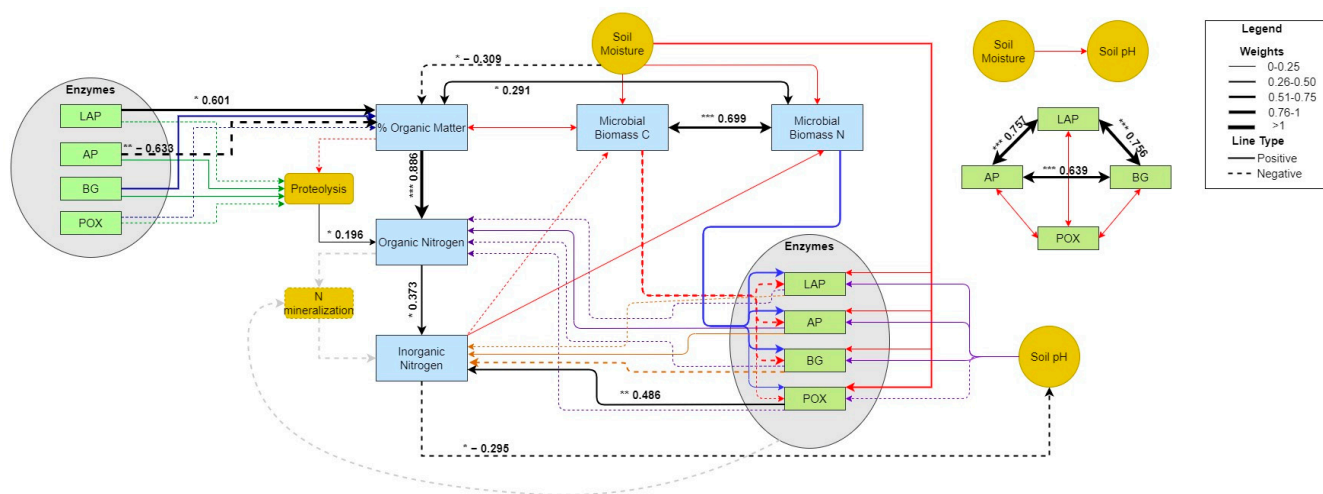 Soil
Moisture
* – 0.309
* 0.291
Enzymes
LAP
AP
BG
POX
* 0.601
** – 0.633
% Organic Matter
Microbial
Biomass C
*** 0.699
Microbial
Biomass N
*** 0.886
Proteolysis
* 0.196
Organic Nitrogen
N
mineralization
* 0.373
Inorganic
Nitrogen
** 0.486
* – 0.295
Enzymes
LAP
AP
BG
POX
Soil pH
Soil
Moisture
Soil pH
LAP
*** 0.757
*** 0.756
AP
*** 0.639
BG
POX
Legend
Weights
0-0.25
0.26-0.50
0.51-0.75
0.76-1
>1
Line Type
Positive
Negative